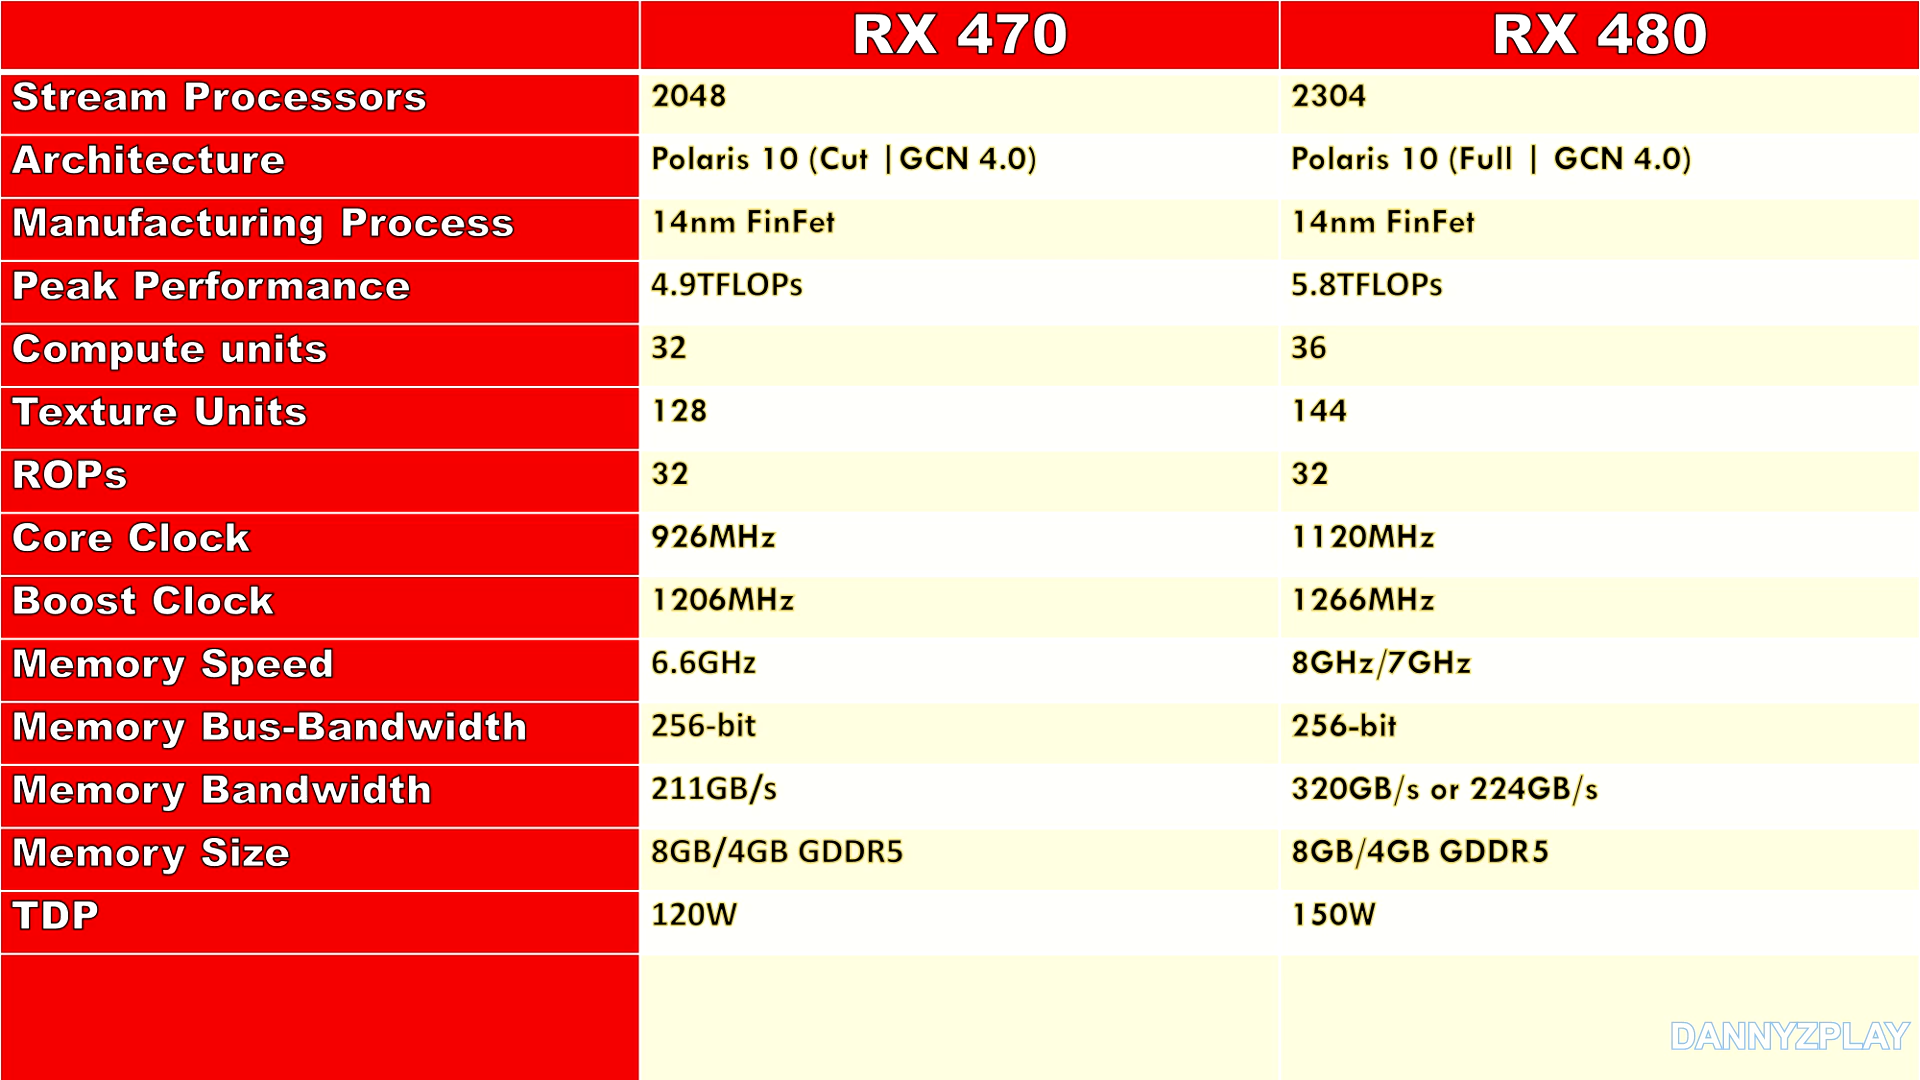 RX 470 RX 480
Stream Processors 2048 2304
Architecture Polaris 10 (Cut |GCN 4.0) Polaris 10 (Full | GCN 4.0)
Manufacturing Process 14nm FinFet 14nm FinFet
Peak Performance 4.9TFLOPs 5.8TFLOPs
Compute units 32 36
Texture Units 128 144
ROPs 32 32
Core Clock 926MHz 1120MHz
Boost Clock 1206MHz 1266MHz
Memory Speed 6.6GHz 8GHz/7GHz
Memory Bus-Bandwidth 256-bit 256-bit
Memory Bandwidth 211GB/s 320GB/s or 224GB/s
Memory Size 8GB/4GB GDDR5 8GB/4GB GDDR5
TDP 120W 150W
DANNYZPLAY